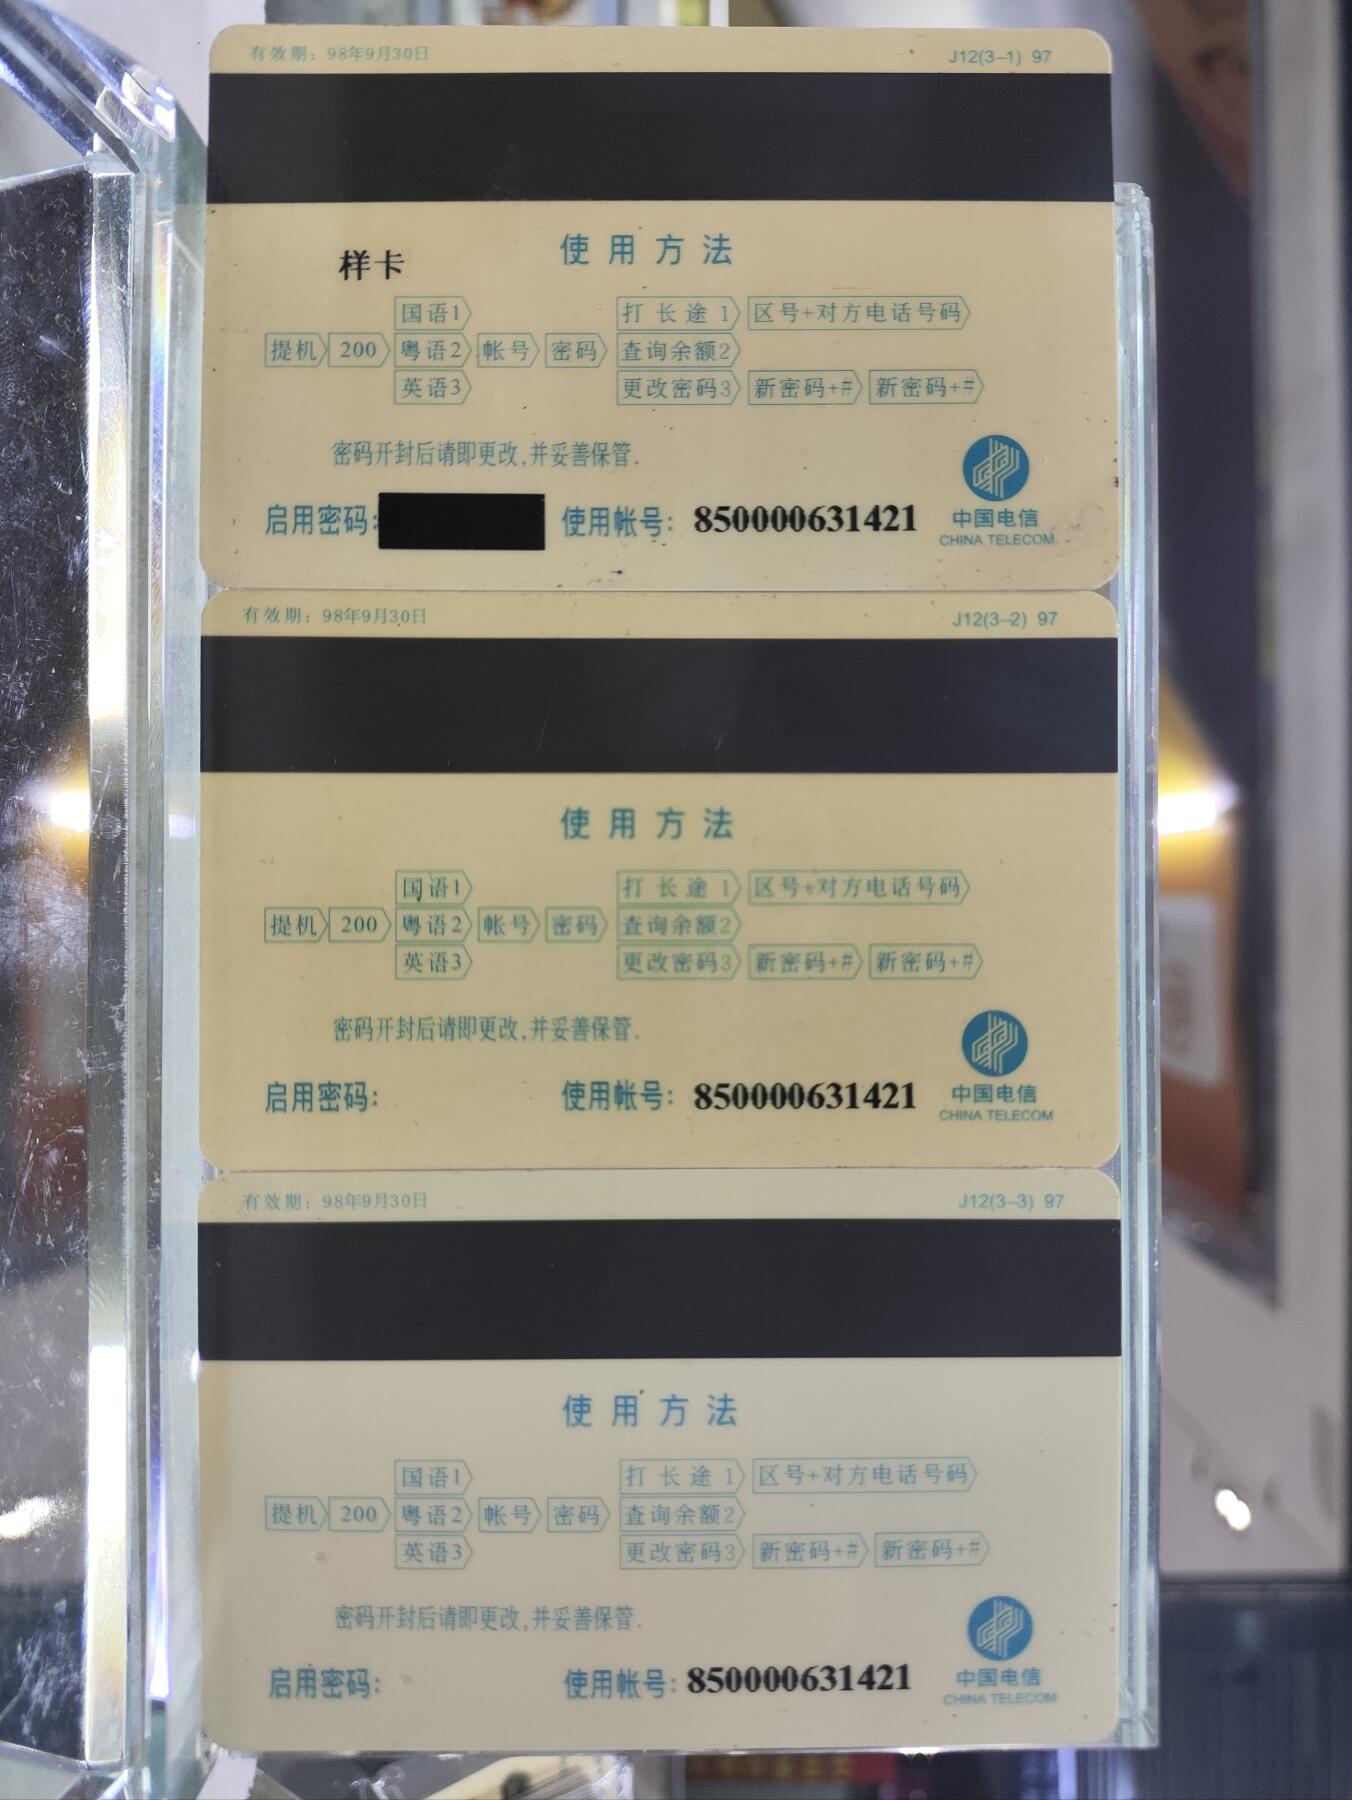 有效期：98年9月30日 J12(3–1) 97
样卡 使用方法
国语1 打长途1 区号+对方电话号码
提机 200 粤语2 帐号 密码 查询余额2
英语3 更改密码3 新密码+# 新密码+#
密码开封后请即更改,并妥善保管.
启用密码: 使用帐号: 850000631421
中国电信
CHINA TELECOM
有效期：98年9月30日 J12(3–2) 97
使用方法
国语1 打长途1 区号+对方电话号码
提机 200 粤语2 帐号 密码 查询余额2
英语3 更改密码3 新密码+# 新密码+#
密码开封后请即更改,并妥善保管.
启用密码: 使用帐号: 850000631421
中国电信
CHINA TELECOM
有效期：98年9月30日 J12(3–3) 97
使用方法
国语1 打长途1 区号+对方电话号码
提机 200 粤语2 帐号 密码 查询余额2
英语3 更改密码3 新密码+# 新密码+#
密码开封后请即更改,并妥善保管.
启用密码: 使用帐号: 850000631421
中国电信
CHINA TELECOM